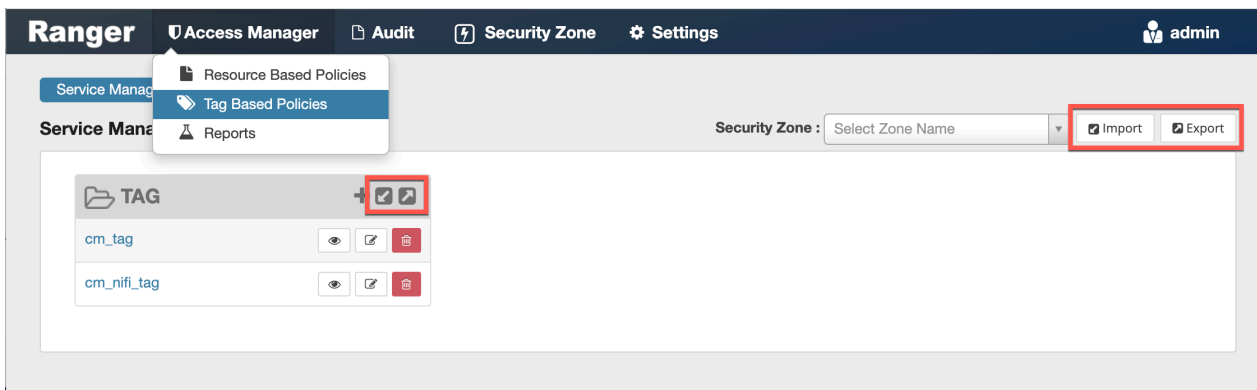 Ranger Access Manager Audit Security Zone Settings admin
Resource Based Policies
Service Manag
Tag Based Policies
Service Mana
Reports
Security Zone : Select Zone Name Import Export
TAG
cm_tag
cm_nifi_tag